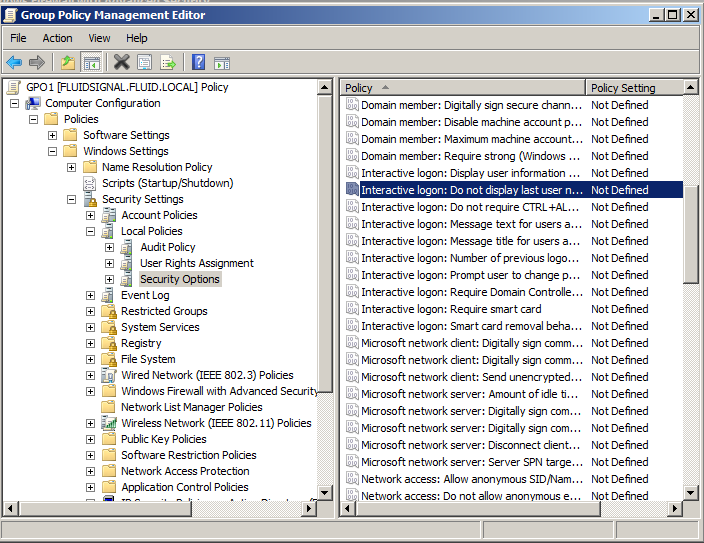 Group Policy Management Editor
File Action View Help
GPO1 [FLUIDSIGNAL.FLUID.LOCAL] Policy
Computer Configuration
Policies
Software Settings
Windows Settings
Name Resolution Policy
Scripts (Startup/Shutdown)
Security Settings
Account Policies
Local Policies
Audit Policy
User Rights Assignment
Security Options
Event Log
Restricted Groups
System Services
Registry
File System
Wired Network (IEEE 802.3) Policies
Windows Firewall with Advanced Security
Network List Manager Policies
Wireless Network (IEEE 802.11) Policies
Public Key Policies
Software Restriction Policies
Network Access Protection
Application Control Policies
Policy Policy Setting
Domain member: Digitally sign secure chann... Not Defined
Domain member: Disable machine account p... Not Defined
Domain member: Maximum machine account... Not Defined
Domain member: Require strong (Windows ... Not Defined
Interactive logon: Display user information ... Not Defined
Interactive logon: Do not display last user n... Not Defined
Interactive logon: Do not require CTRL+AL... Not Defined
Interactive logon: Message text for users a... Not Defined
Interactive logon: Message title for users a... Not Defined
Interactive logon: Number of previous logo... Not Defined
Interactive logon: Prompt user to change p... Not Defined
Interactive logon: Require Domain Controlle... Not Defined
Interactive logon: Require smart card Not Defined
Interactive logon: Smart card removal beha... Not Defined
Microsoft network client: Digitally sign comm... Not Defined
Microsoft network client: Digitally sign comm... Not Defined
Microsoft network client: Send unencrypted... Not Defined
Microsoft network server: Amount of idle ti... Not Defined
Microsoft network server: Digitally sign com... Not Defined
Microsoft network server: Digitally sign com... Not Defined
Microsoft network server: Disconnect client... Not Defined
Microsoft network server: Server SPN targe... Not Defined
Network access: Allow anonymous SID/Nam... Not Defined
Network access: Do not allow anonymous e... Not Defined